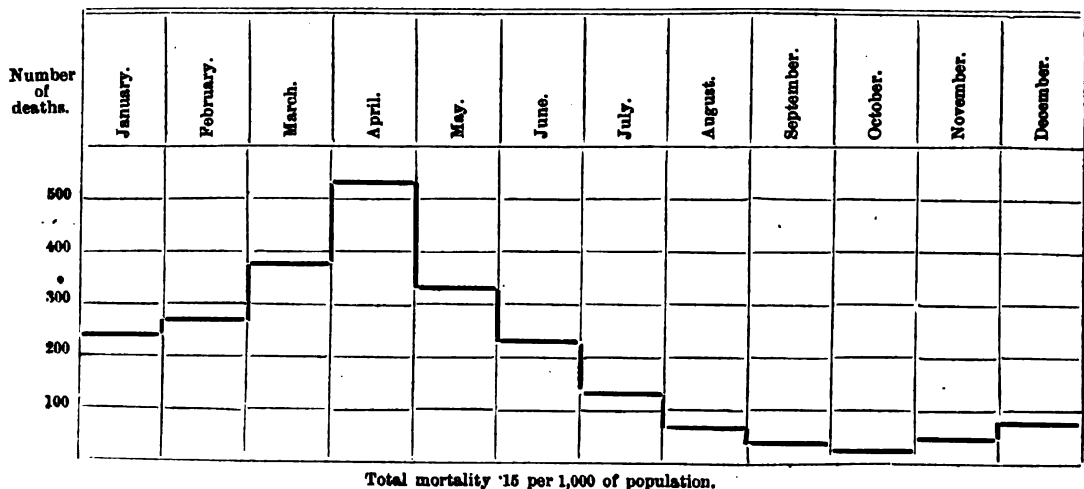 Number
of
deaths.
January.
February.
March.
April.
May.
June.
July.
August.
September.
October.
November.
December.
500
400
300
200
100
Total mortality ·15 per 1,000 of population.